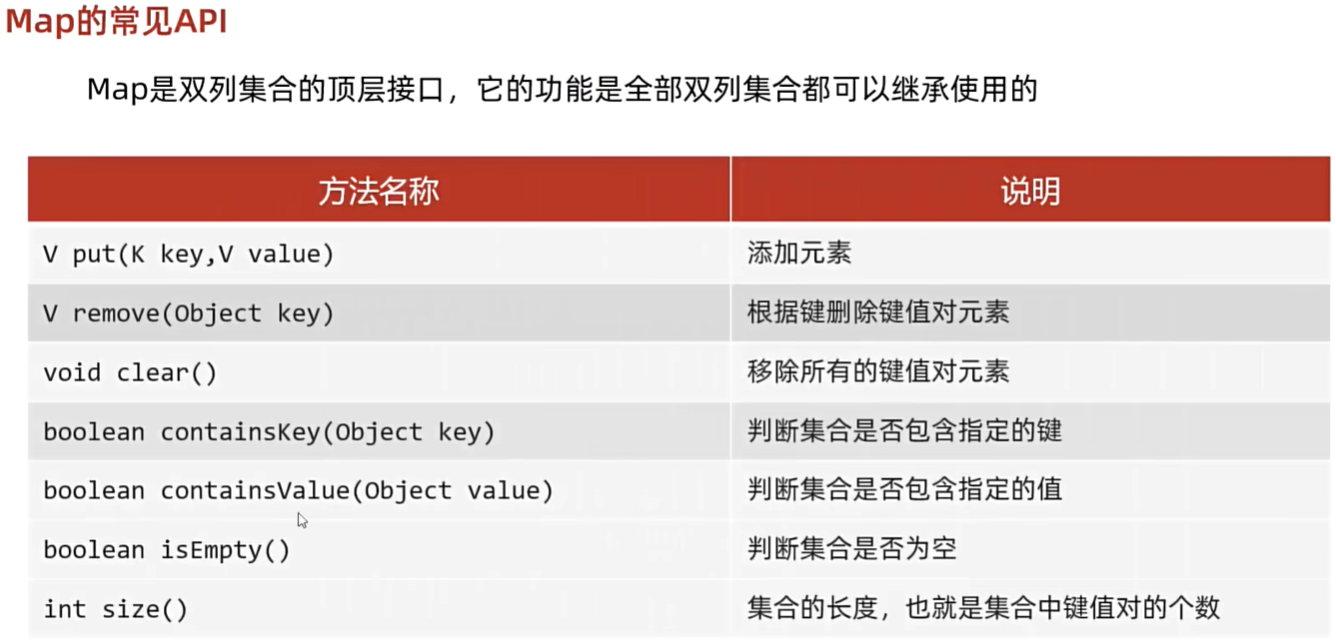 Map的常见API
Map是双列集合的顶层接口，它的功能是全部双列集合都可以继承使用的
方法名称 说明
V put(K key,V value) 添加元素
V remove(Object key) 根据键删除键值对元素
void clear() 移除所有的键值对元素
boolean containsKey(Object key) 判断集合是否包含指定的键
boolean containsValue(Object value) 判断集合是否包含指定的值
boolean isEmpty() 判断集合是否为空
int size() 集合的长度，也就是集合中键值对的个数